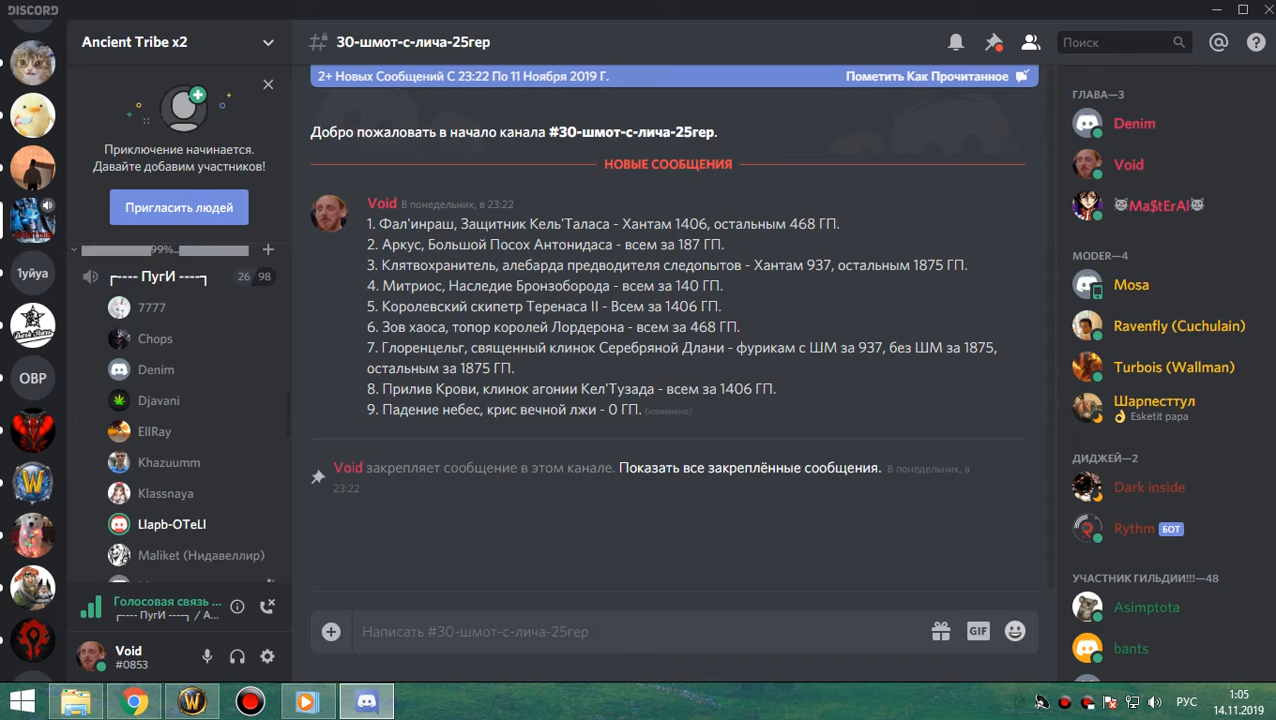 DISCORD
Ancient Tribe x2
30-шмот-с-лича-25гер
Поиск
Приключение начинается.
Давайте добавим участников!
Пригласить людей
99%..
┌---- ПугИ ----┐
26 98
7777
Chops
Denim
Djavani
EllRay
Khazuumm
Klassnaya
Llapb-OTeLl
Maliket (Нидавеллир)
Голосовая связь ...
┌---- ПугИ ----┐ / A...
Void
#0853
1уйуа
OBP
2+ Новых Сообщений С 23:22 По 11 Ноября 2019 Г.
Пометить Как Прочитанное
Добро пожаловать в начало канала #30-шмот-с-лича-25гер.
НОВЫЕ СООБЩЕНИЯ
Void В понедельник, в 23:22
1. Фал'инраш, Защитник Кель'Таласа - Хантам 1406, остальным 468 ГП.
2. Аркус, Большой Посох Антонидаса - всем за 187 ГП.
3. Клятвохранитель, алебарда предводителя следопытов - Хантам 937, остальным 1875 ГП.
4. Митриос, Наследие Бронзоборода - всем за 140 ГП.
5. Королевский скипетр Теренаса II - Всем за 1406 ГП.
6. Зов хаоса, топор королей Лордерона - всем за 468 ГП.
7. Глоренцельг, священный клинок Серебряной Длани - фурикам с ШМ за 937, без ШМ за 1875,
остальным за 1875 ГП.
8. Прилив Крови, клинок агонии Кел'Тузада - всем за 1406 ГП.
9. Падение небес, крис вечной лжи - 0 ГП. (изменено)
Void закрепляет сообщение в этом канале. Показать все закреплённые сообщения. В понедельник, в
23:22
Написать #30-шмот-с-лича-25гер
GIF
ГЛАВА—3
Denim
Void
Ma$tErAl
MODER—4
Mosa
Ravenfly (Cuchulain)
Turbois (Wallman)
Шарпесттул
Esketit papa
ДИДЖЕЙ—2
Dark inside
Rythm БОТ
УЧАСТНИК ГИЛЬДИИ!!!—48
Asimptota
bants
РУС
1:05
14.11.2019